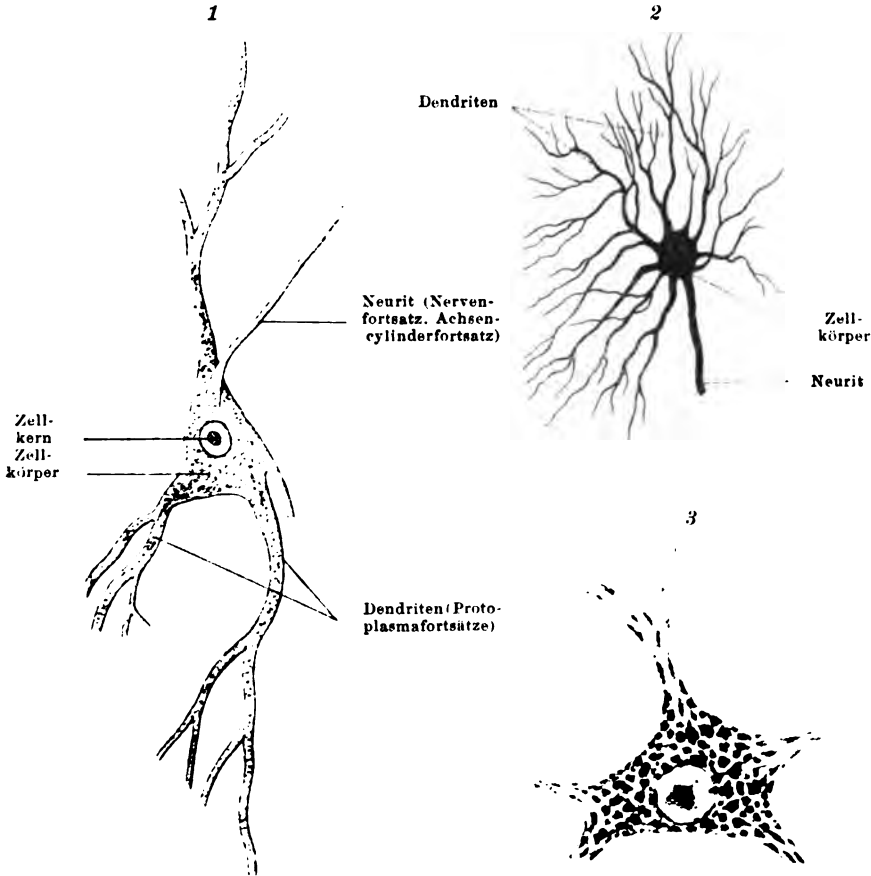 1
2
Dendriten
Neurit (Nerven-
fortsatz. Achsen-
cylinderfortsatz)
Zell-
körper
Neurit
Zell-
kern
Zell-
körper
3
Dendriten (Proto-
plasmafortsätze)